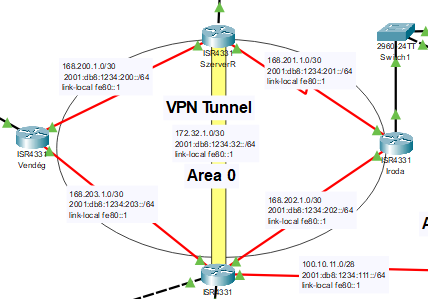 ISR4331
SzerverR
2960-24TT
Switch1
168.200.1.0/30
2001:db8:1234:200::/64
link-local fe80::1
168.201.1.0/30
2001:db8:1234:201::/64
link-local fe80::1
VPN Tunnel
172.32.1.0/30
2001:db8:1234:32::/64
link-local fe80::1
ISR4331
Vendég
ISR4331
Iroda
Area 0
168.203.1.0/30
2001:db8:1234:203::/64
link-local fe80::1
168.202.1.0/30
2001:db8:1234:202::/64
link-local fe80::1
100.10.11.0/28
2001:db8:1234:111::/64
link-local fe80::1
ISR4331